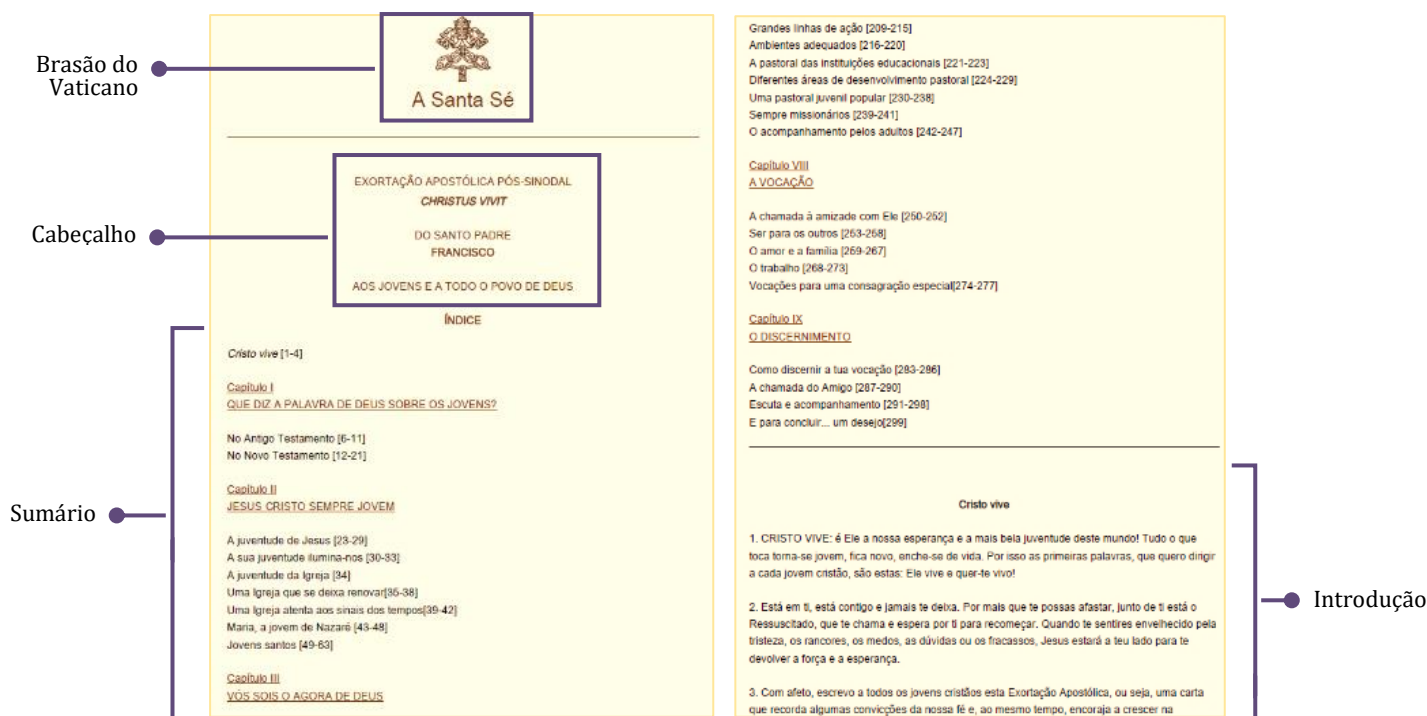 Brasão do
Vaticano
A Santa Sé
Cabeçalho
EXORTAÇÃO APOSTÓLICA PÓS-SINODAL
CHRISTUS VIVIT
DO SANTO PADRE
FRANCISCO
AOS JOVENS E A TODO O POVO DE DEUS
Sumário
ÍNDICE
Cristo vive [1-4]
Capítulo I
QUE DIZ A PALAVRA DE DEUS SOBRE OS JOVENS?
No Antigo Testamento [6-11]
No Novo Testamento [12-21]
Capítulo II
JESUS CRISTO SEMPRE JOVEM
A juventude de Jesus [23-29]
A sua juventude ilumina-nos [30-33]
A juventude da Igreja [34]
Uma Igreja que se deixa renovar[35-38]
Uma Igreja atenta aos sinais dos tempos[39-42]
Maria, a jovem de Nazaré [43-48]
Jovens santos [49-63]
Capítulo III
VÓS SOIS O AGORA DE DEUS
Grandes linhas de ação [209-215]
Ambientes adequados [216-220]
A pastoral das instituições educacionais [221-223]
Diferentes áreas de desenvolvimento pastoral [224-229]
Uma pastoral juvenil popular [230-238]
Sempre missionários [239-241]
O acompanhamento pelos adultos [242-247]
Capítulo VIII
A VOCAÇÃO
A chamada à amizade com Ele [250-252]
Ser para os outros [253-258]
O amor e a família [259-267]
O trabalho [268-273]
Vocações para uma consagração especial[274-277]
Capítulo IX
O DISCERNIMENTO
Como discernir a tua vocação [283-286]
A chamada do Amigo [287-290]
Escuta e acompanhamento [291-298]
E para concluir... um desejo[299]
Introdução
Cristo vive
1. CRISTO VIVE: é Ele a nossa esperança e a mais bela juventude deste mundo! Tudo o que
toca torna-se jovem, fica novo, enche-se de vida. Por isso as primeiras palavras, que quero dirigir
a cada jovem cristão, são estas: Ele vive e quer-te vivo!
2. Está em ti, está contigo e jamais te deixa. Por mais que te possas afastar, junto de ti está o
Ressuscitado, que te chama e espera por ti para recomeçar. Quando te sentires envelhecido pela
tristeza, os rancores, os medos, as dúvidas ou os fracassos, Jesus estará a teu lado para te
devolver a força e a esperança.
3. Com afeto, escrevo a todos os jovens cristãos esta Exortação Apostólica, ou seja, uma carta
que recorda algumas convicções da nossa fé e, ao mesmo tempo, encoraja a crescer na